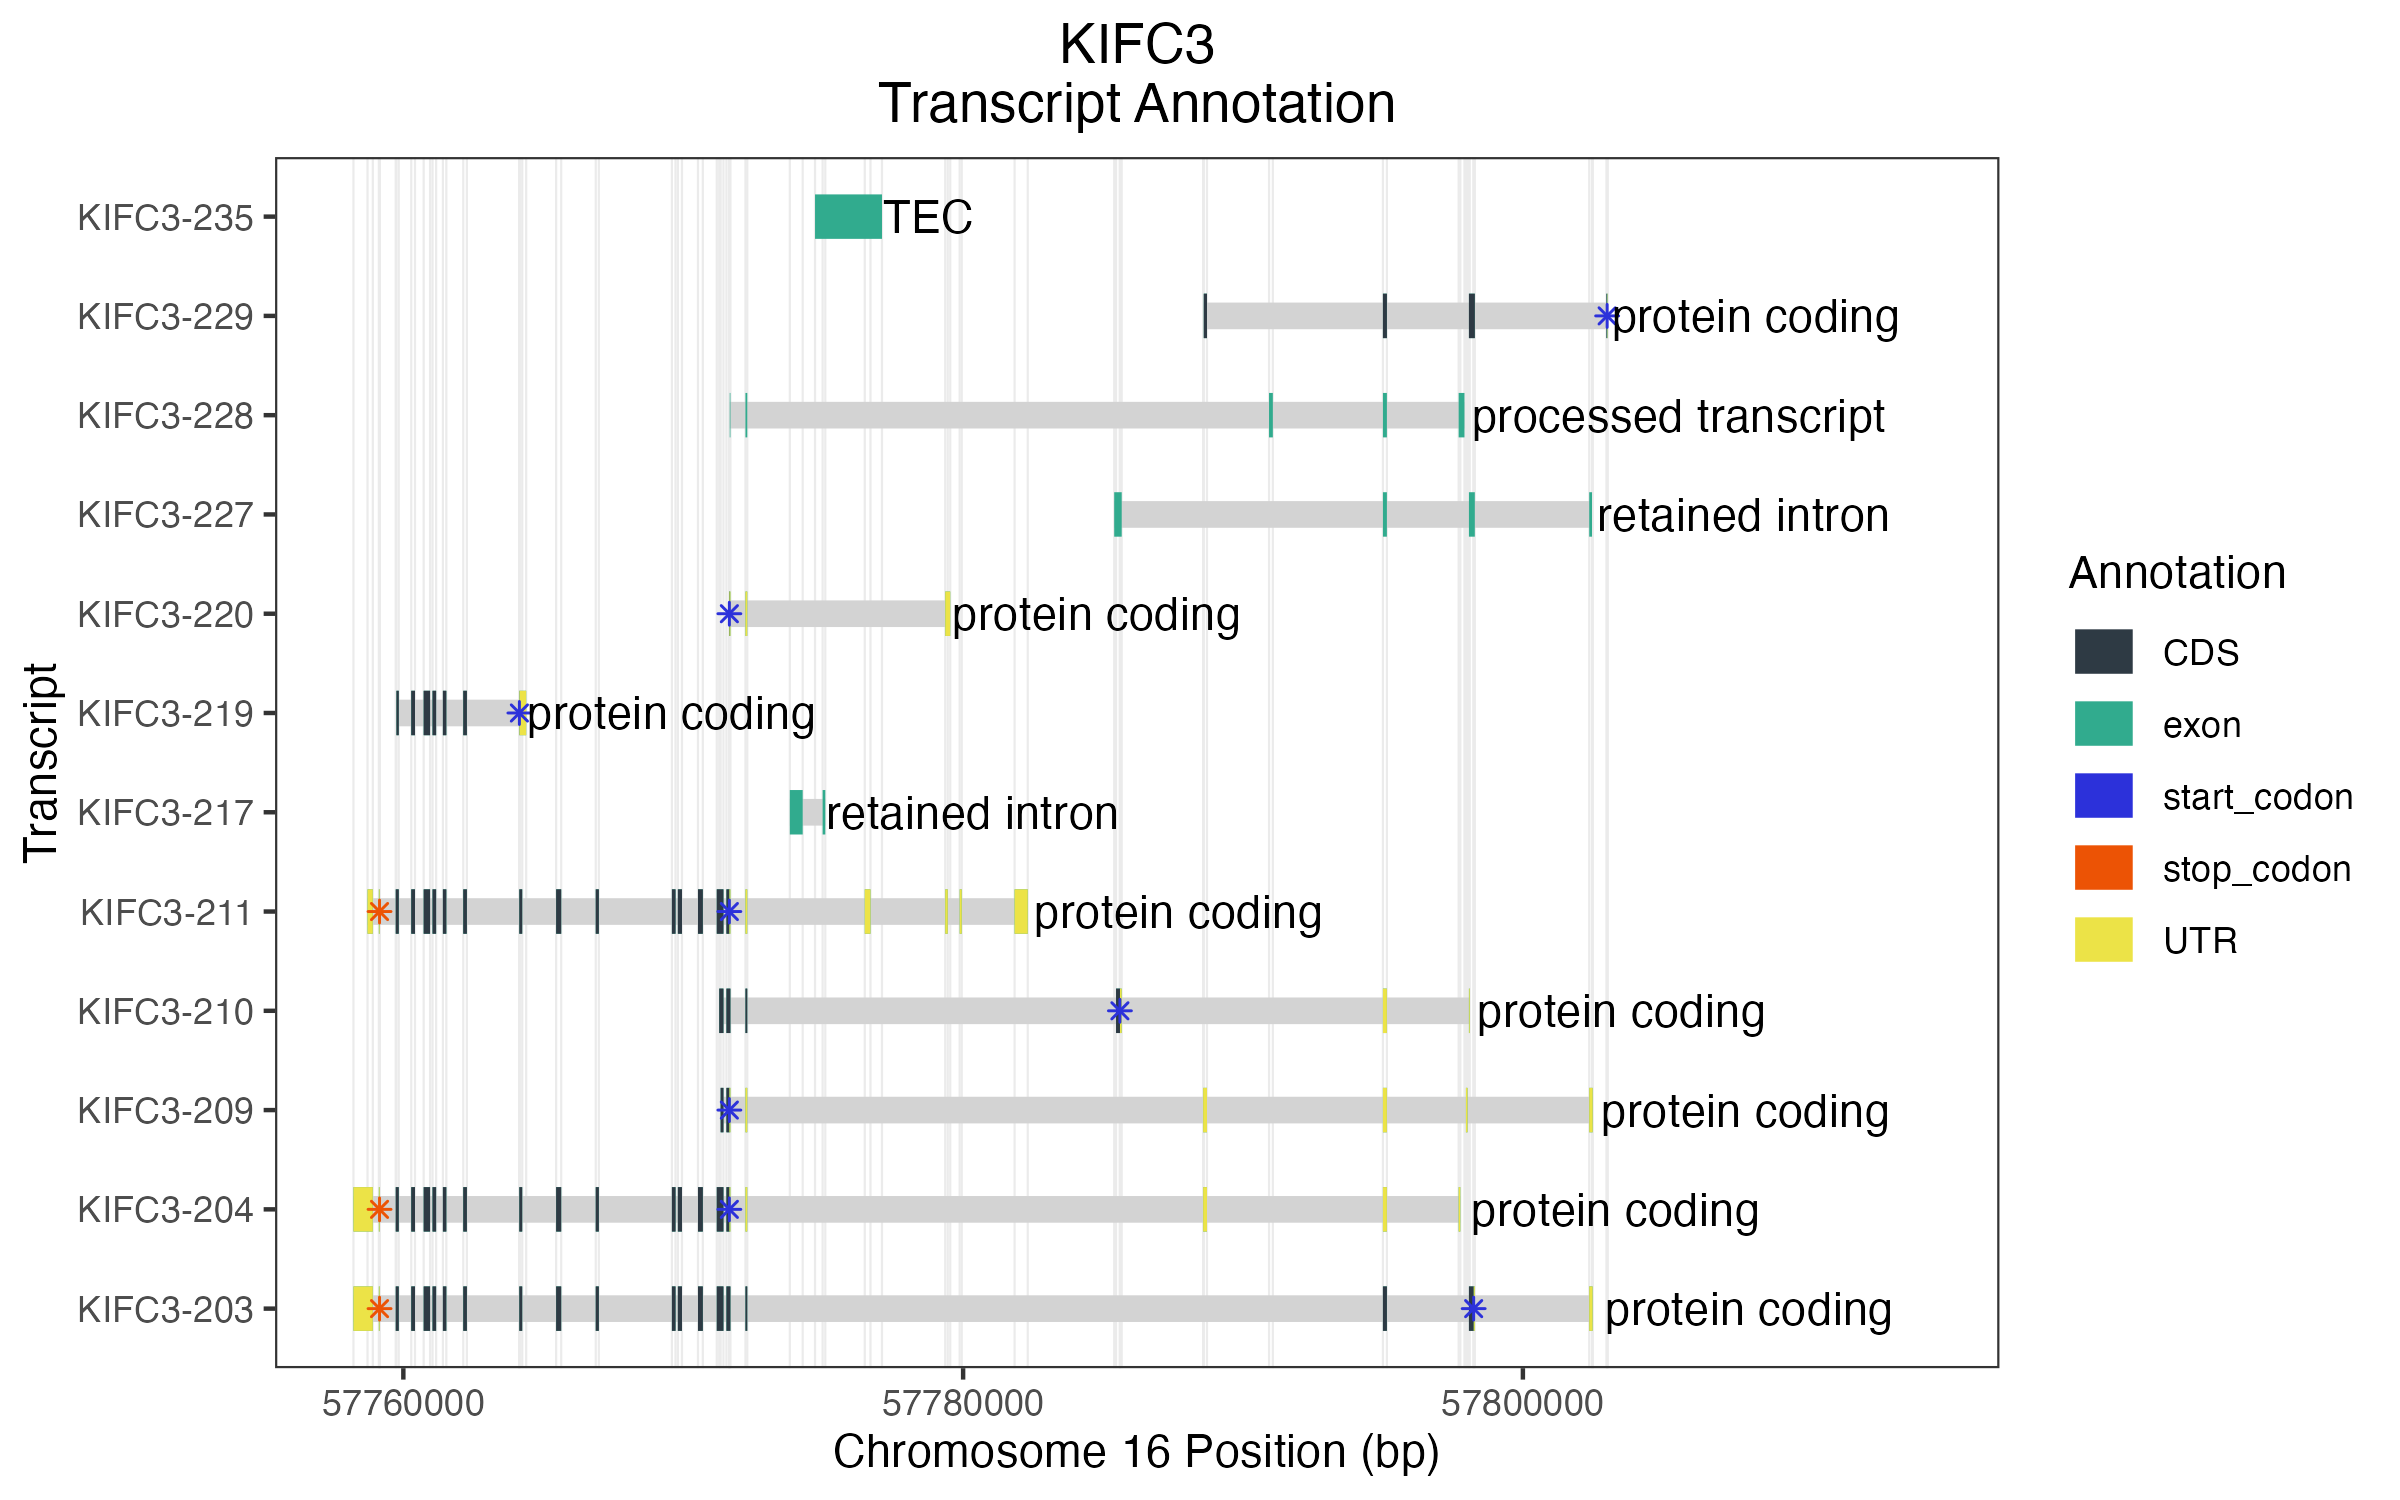 KIFC3
Transcript Annotation
KIFC3-235
TEC
KIFC3-229
protein coding
KIFC3-228
processed transcript
KIFC3-227
retained intron
KIFC3-220
protein coding
KIFC3-219
protein coding
KIFC3-217
retained intron
KIFC3-211
protein coding
KIFC3-210
protein coding
KIFC3-209
protein coding
KIFC3-204
protein coding
KIFC3-203
protein coding
Transcript
57760000
57780000
57800000
Chromosome 16 Position (bp)
Annotation
CDS
exon
start_codon
stop_codon
UTR